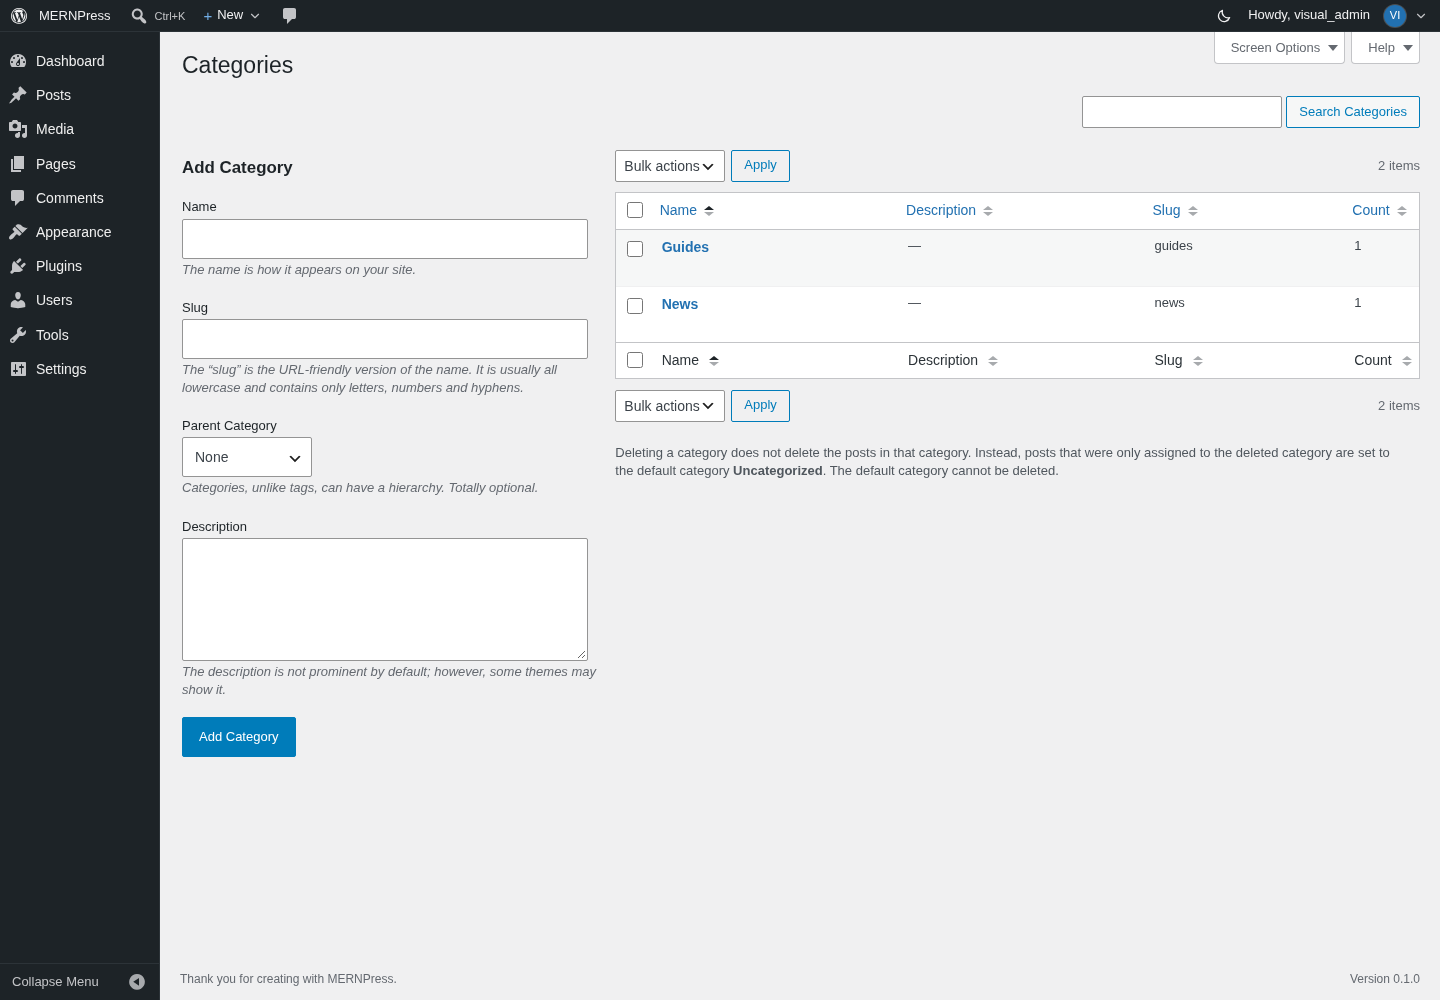 MERNPress
Ctrl+K
+ New
Howdy, visual_admin
VI
Dashboard
Posts
Media
Pages
Comments
Appearance
Plugins
Users
Tools
Settings
Collapse Menu
Screen Options
Help
Categories
Search Categories
Add Category
Name
The name is how it appears on your site.
Slug
The “slug” is the URL-friendly version of the name. It is usually all
lowercase and contains only letters, numbers and hyphens.
Parent Category
None
Categories, unlike tags, can have a hierarchy. Totally optional.
Description
The description is not prominent by default; however, some themes may
show it.
Add Category
Bulk actions Apply 2 items
Name Description Slug Count
Guides — guides 1
News — news 1
Name Description Slug Count
Bulk actions Apply 2 items
Deleting a category does not delete the posts in that category. Instead, posts that were only assigned to the deleted category are set to
the default category Uncategorized. The default category cannot be deleted.
Thank you for creating with MERNPress.
Version 0.1.0